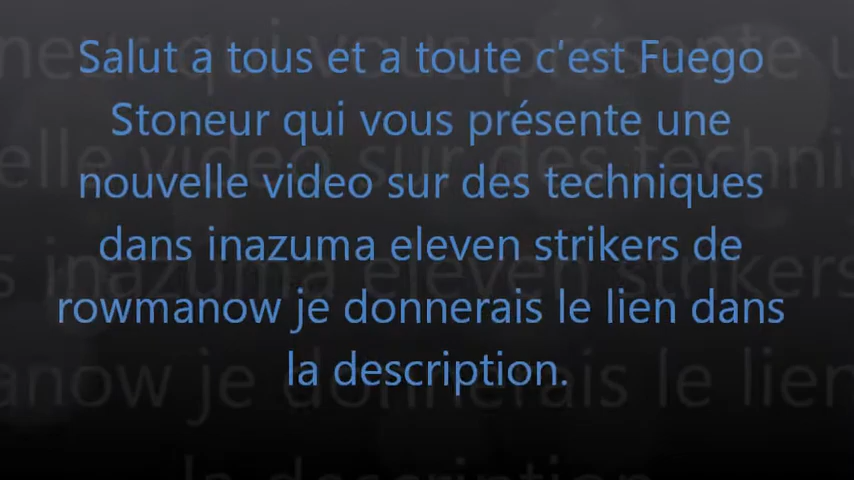 Salut a tous et a toute c'est Fuego
Stoneur qui vous présente une
nouvelle video sur des techniques
dans inazuma eleven strikers de
rowmanow je donnerais le lien dans
la description.